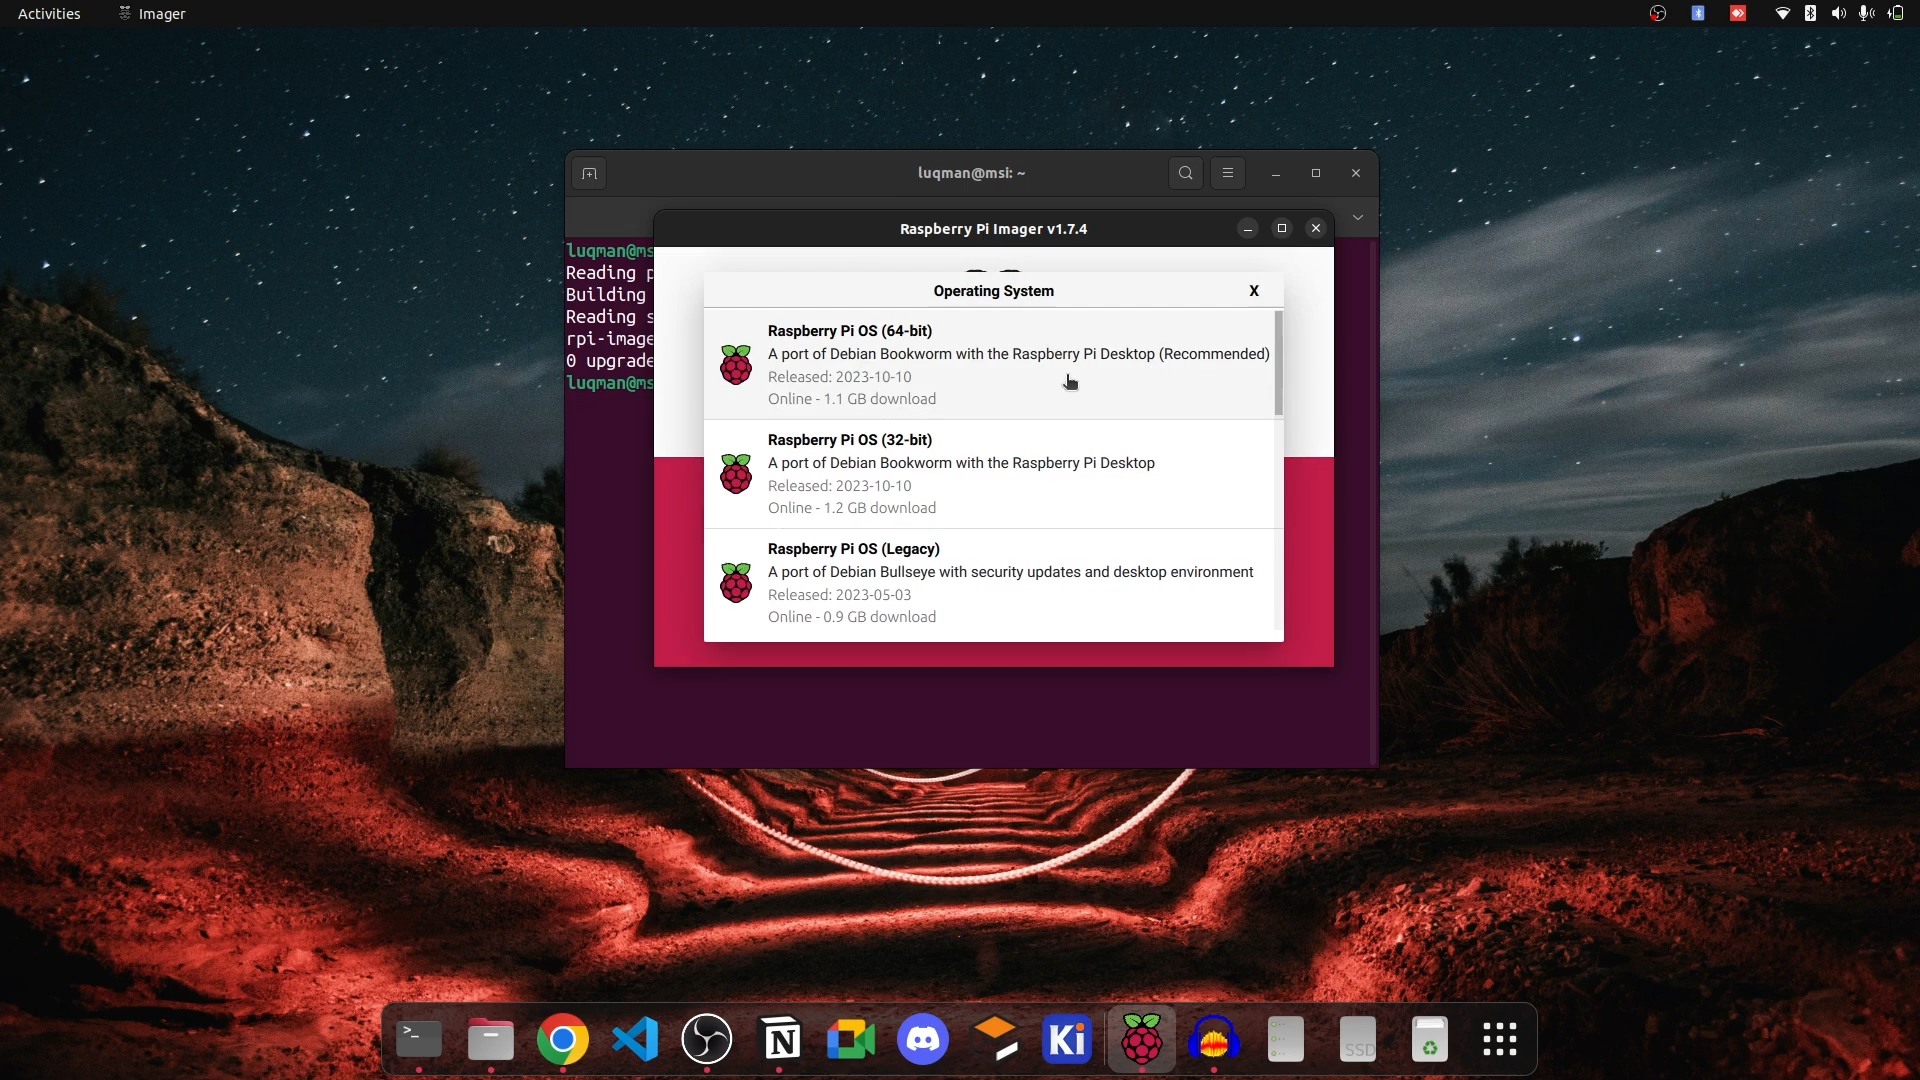 Activities
Imager
luqman@msi: ~
Raspberry Pi Imager v1.7.4
luqman@ms
Reading p
Building
Reading s
rpi-image
0 upgrade
luqman@ms
Operating System
X
Raspberry Pi OS (64-bit)
A port of Debian Bookworm with the Raspberry Pi Desktop (Recommended)
Released: 2023-10-10
Online - 1.1 GB download
Raspberry Pi OS (32-bit)
A port of Debian Bookworm with the Raspberry Pi Desktop
Released: 2023-10-10
Online - 1.2 GB download
Raspberry Pi OS (Legacy)
A port of Debian Bullseye with security updates and desktop environment
Released: 2023-05-03
Online - 0.9 GB download
>_
N
Ki
SSD